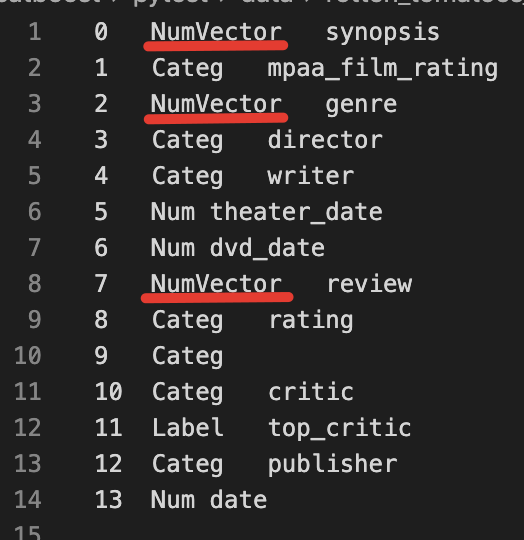 1 0 NumVector synopsis
2 1 Categ mpaa_film_rating
3 2 NumVector genre
4 3 Categ director
5 4 Categ writer
6 5 Num theater_date
7 6 Num dvd_date
8 7 NumVector review
9 8 Categ rating
10 9 Categ
11 10 Categ critic
12 11 Label top_critic
13 12 Categ publisher
14 13 Num date
15